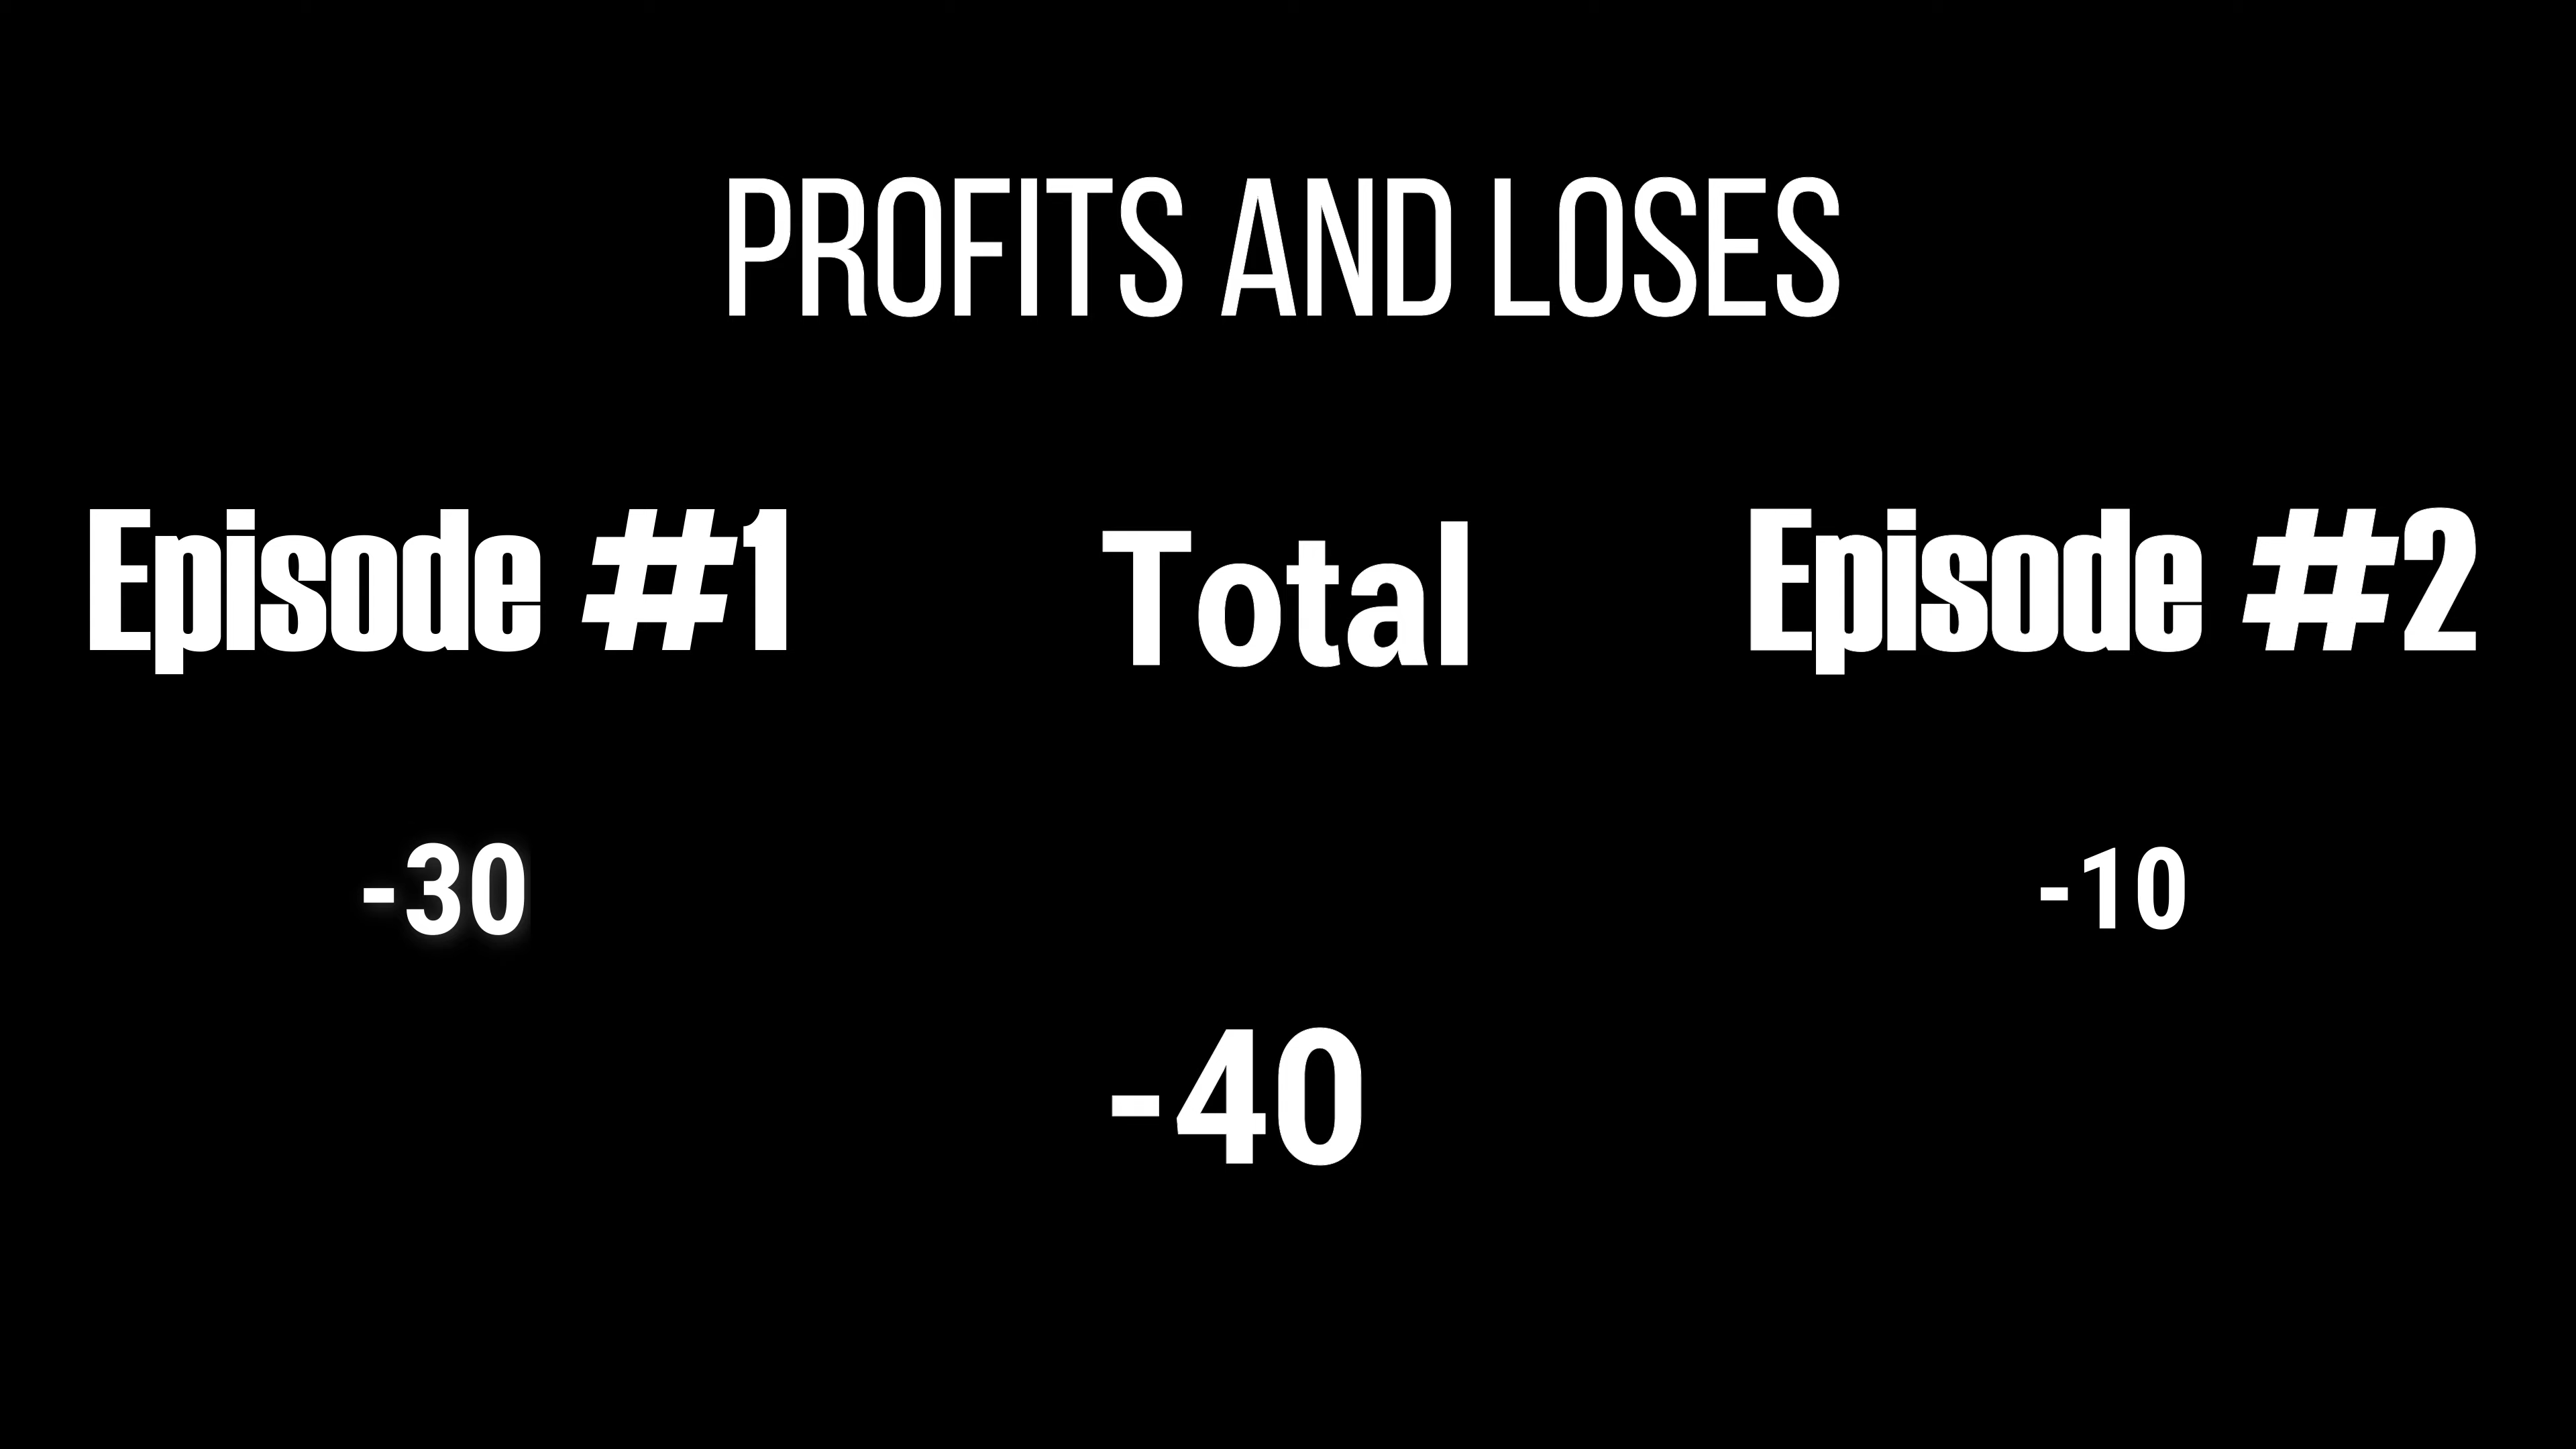 PROFITS AND LOSES
Episode #1
Total
Episode #2
-30
-10
-40